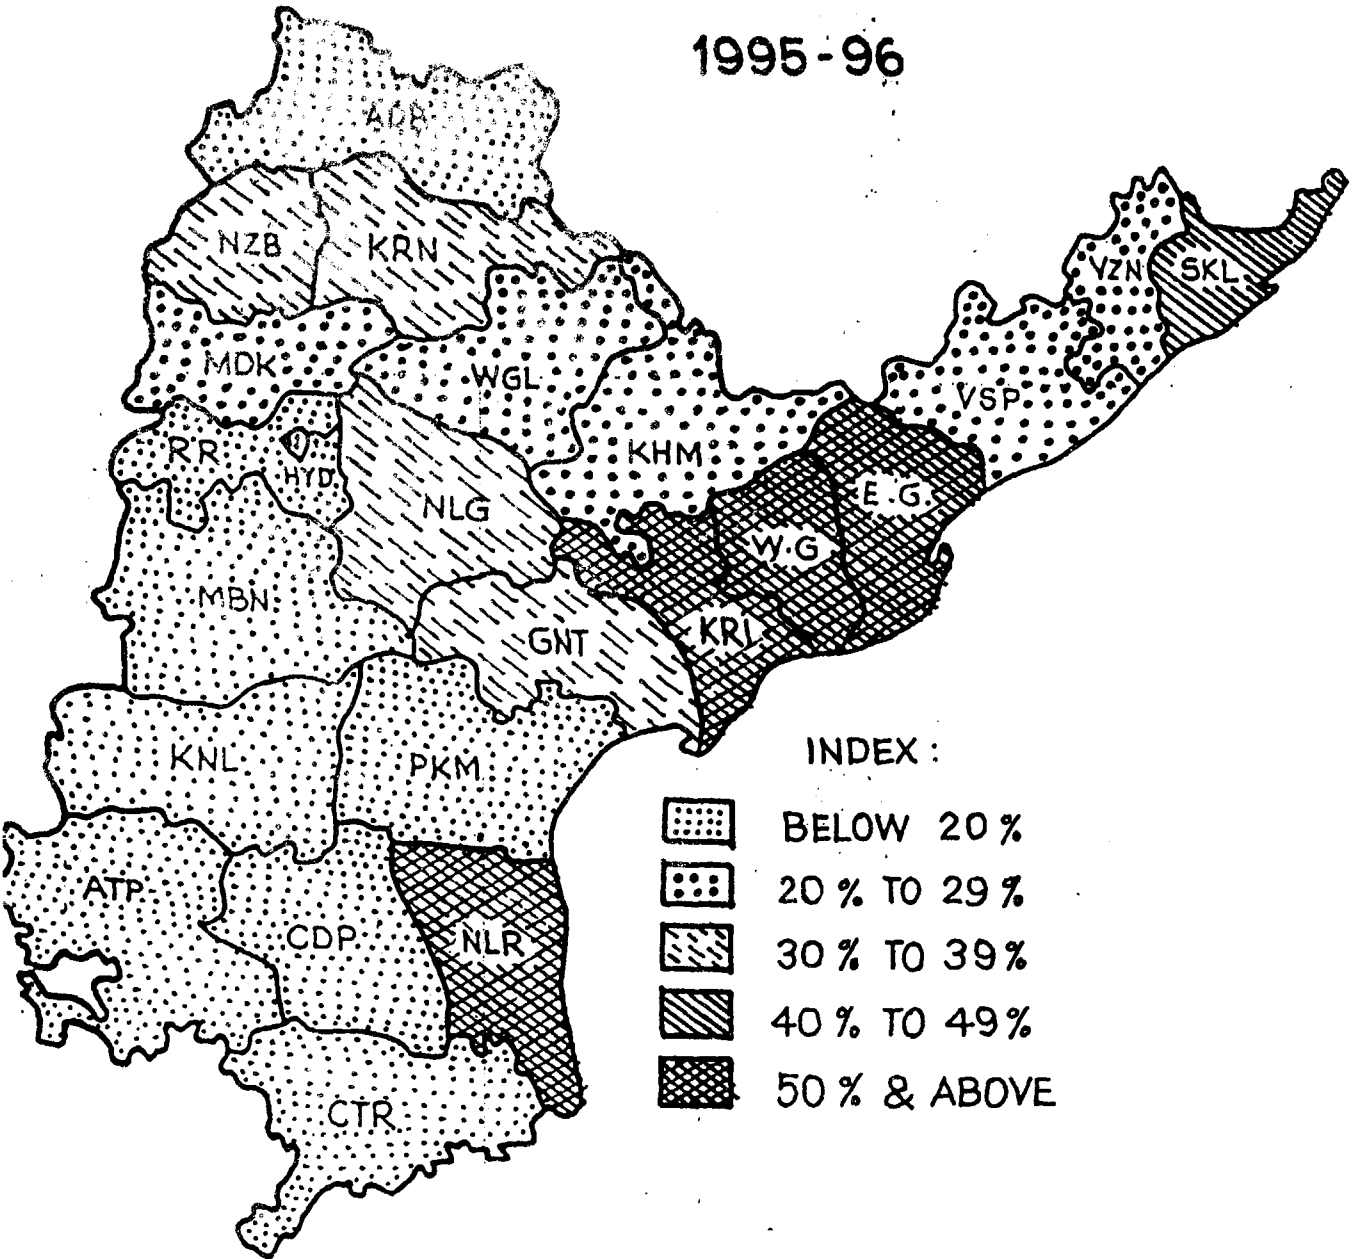 1995-96
ADB
NZB
KRN
VZN
SKL
MDK
WGL
VSP
RR
HYD
KHM
NLG
E.G.
W.G
MBN
KRI
GNT
KNL
PKM
ATP
CDP
NLR
CTR
INDEX :
BELOW 20%
20% TO 29%
30% TO 39%
40% TO 49%
50% & ABOVE